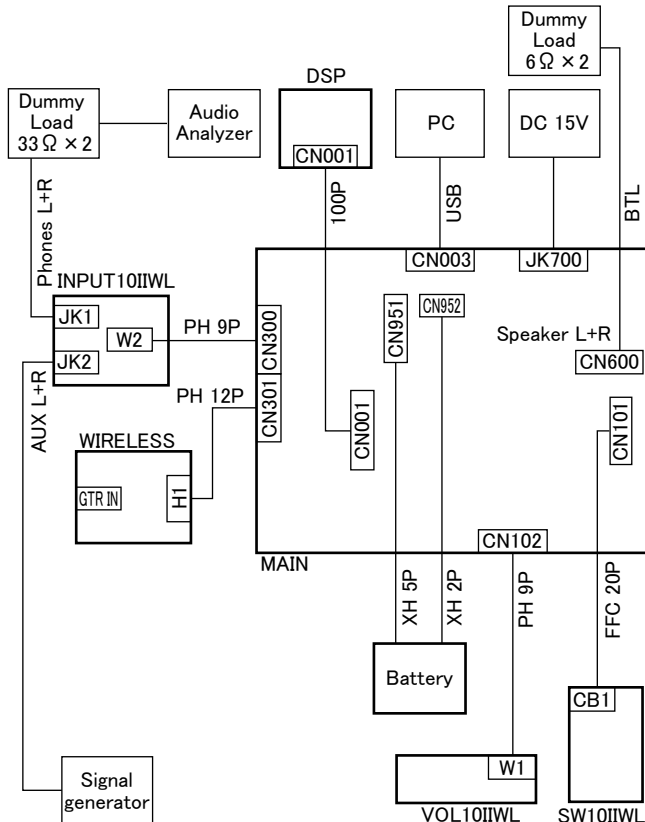 Dummy
Load
6Ω×2
DSP
Dummy
Load
33Ω×2
Audio
Analyzer
PC
DC 15V
CN001
Phones L+R
100P
USB
BTL
INPUT10IIWL
CN003
JK700
JK1
W2
PH 9P
CN300
CN951
CN952
Speaker L+R
CN600
JK2
AUX L+R
PH 12P
CN301
CN001
CN101
WIRELESS
GTR IN
H1
CN102
MAIN
XH 5P
XH 2P
PH 9P
FFC 20P
Battery
CB1
Signal
generator
W1
VOL10IIWL
SW10IIWL